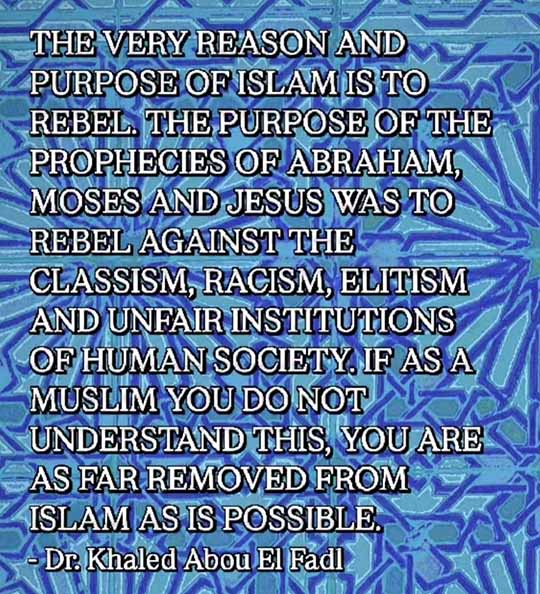 THE VERY REASON AND
PURPOSE OF ISLAM IS TO
REBEL. THE PURPOSE OF THE
PROPHECIES OF ABRAHAM,
MOSES AND JESUS WAS TO
REBEL AGAINST THE
CLASSISM, RACISM, ELITISM
AND UNFAIR INSTITUTIONS
OF HUMAN SOCIETY. IF AS A
MUSLIM YOU DO NOT
UNDERSTAND THIS, YOU ARE
AS FAR REMOVED FROM
ISLAM AS IS POSSIBLE.
- Dr. Khaled Abou El Fadl